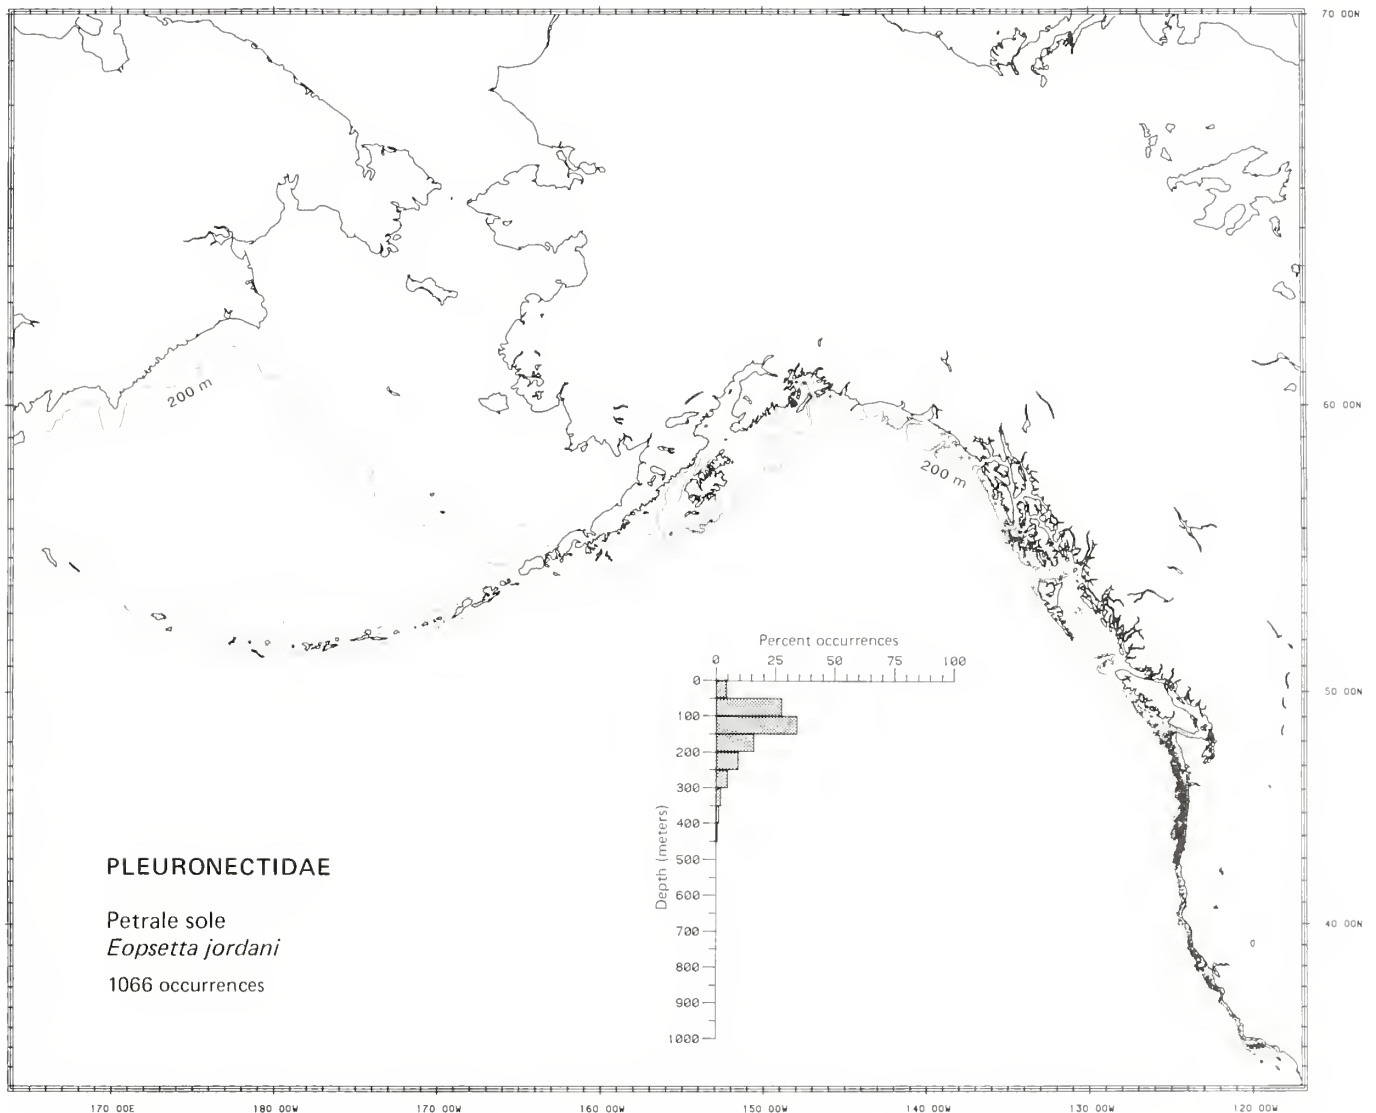 70 00N
200 m
60 00N
200 m
Percent occurrences
0 25 50 75 100
0
50 00N
100
200
300
400
Depth (meters)
500
600
700
800
900
1000
PLEURONECTIDAE
Petrale sole
Eopsetta jordani
40 00N
1066 occurrences
170 00E 180 00W 170 00W 160 00W 150 00W 140 00W 130 00W 120 00W